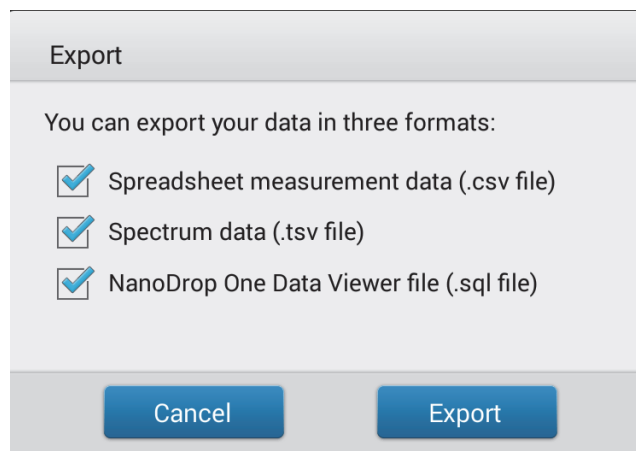 Export
You can export your data in three formats:
Spreadsheet measurement data (.csv file)
Spectrum data (.tsv file)
NanoDrop One Data Viewer file (.sql file)
Cancel
Export